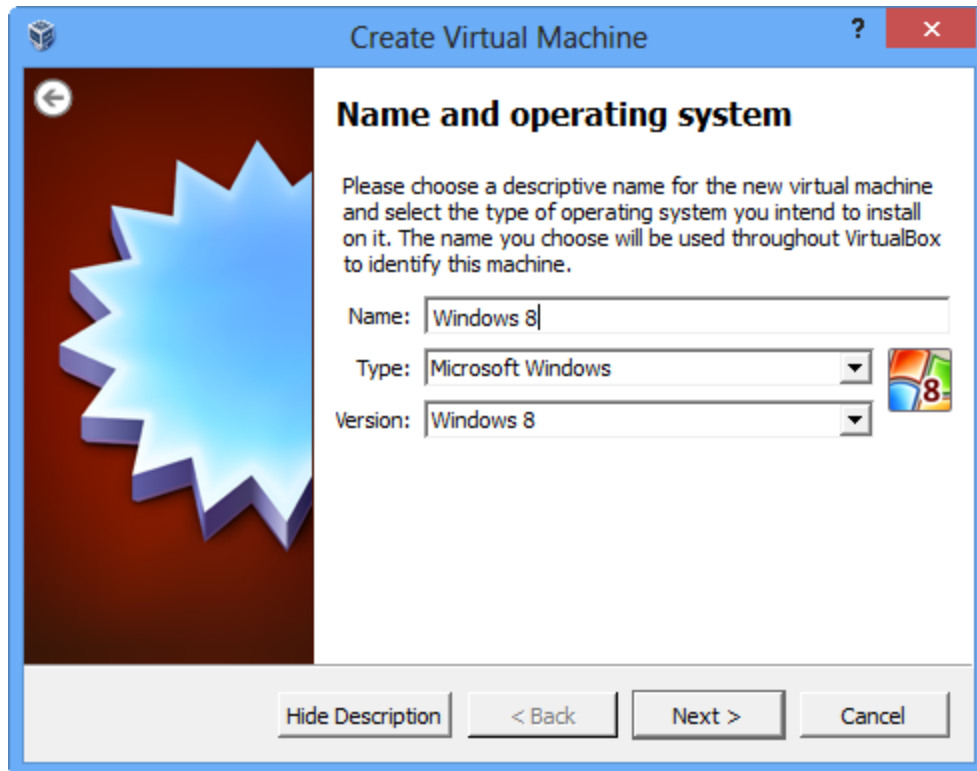 Create Virtual Machine
?
Name and operating system
Please choose a descriptive name for the new virtual machine
and select the type of operating system you intend to install
on it. The name you choose will be used throughout VirtualBox
to identify this machine.
Name: Windows 8
Type: Microsoft Windows
8
Version: Windows 8
Hide Description < Back Next > Cancel